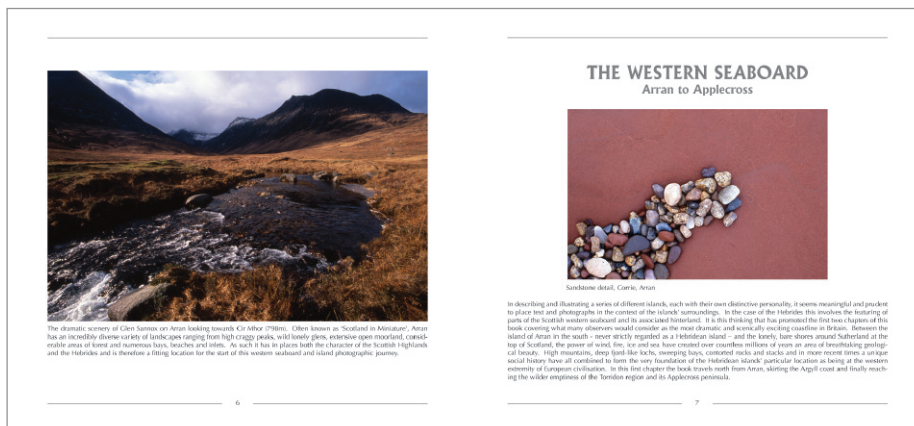 The dramatic scenery of Glen Sannox on Arran looking towards Cir Mhor (798m). Often known as 'Scotland in Miniature', Arran
has an incredibly diverse variety of landscapes ranging from high craggy peaks, wild lonely glens, extensive open moorland, consid-
erable areas of forest and numerous bays, beaches and inlets. As such it has in places both the character of the Scottish Highlands
and the Hebrides and is therefore a fitting location for the start of this western seaboard and island photographic journey.
6
THE WESTERN SEABOARD
Arran to Applecross
Sandstone detail, Corrie, Arran
In describing and illustrating a series of different islands, each with their own distinctive personality, it seems meaningful and prudent
to place text and photographs in the context of the islands' surroundings. In the case of the Hebrides this involves the featuring of
parts of the Scottish western seaboard and its associated hinterland. It is this thinking that has promoted the first two chapters of this
book covering what many observers would consider as the most dramatic and scenically exciting coastline in Britain. Between the
island of Arran in the south - never strictly regarded as a Hebridean island - and the lonely, bare shores around Sutherland at the
top of Scotland, the power of wind, fire, ice and sea have created over countless millions of years an area of breathtaking geologi-
cal beauty. High mountains, deep fjord-like lochs, sweeping bays, contorted rocks and stacks and in more recent times a unique
social history have all combined to form the very foundation of the Hebridean islands' particular location as being at the western
extremity of European civilisation. In this first chapter the book travels north from Arran, skirting the Argyll coast and finally reach-
ing the wilder emptiness of the Torridon region and its Applecross peninsula.
7